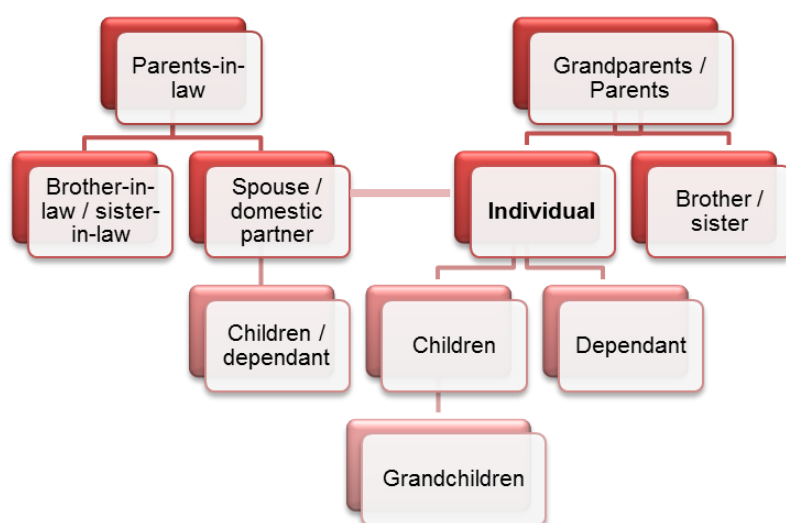 Parents-in-
law
Grandparents /
Parents
Brother-in-
law / sister-
in-law
Spouse /
domestic
partner
Individual
Brother /
sister
Children /
dependant
Children
Dependant
Grandchildren